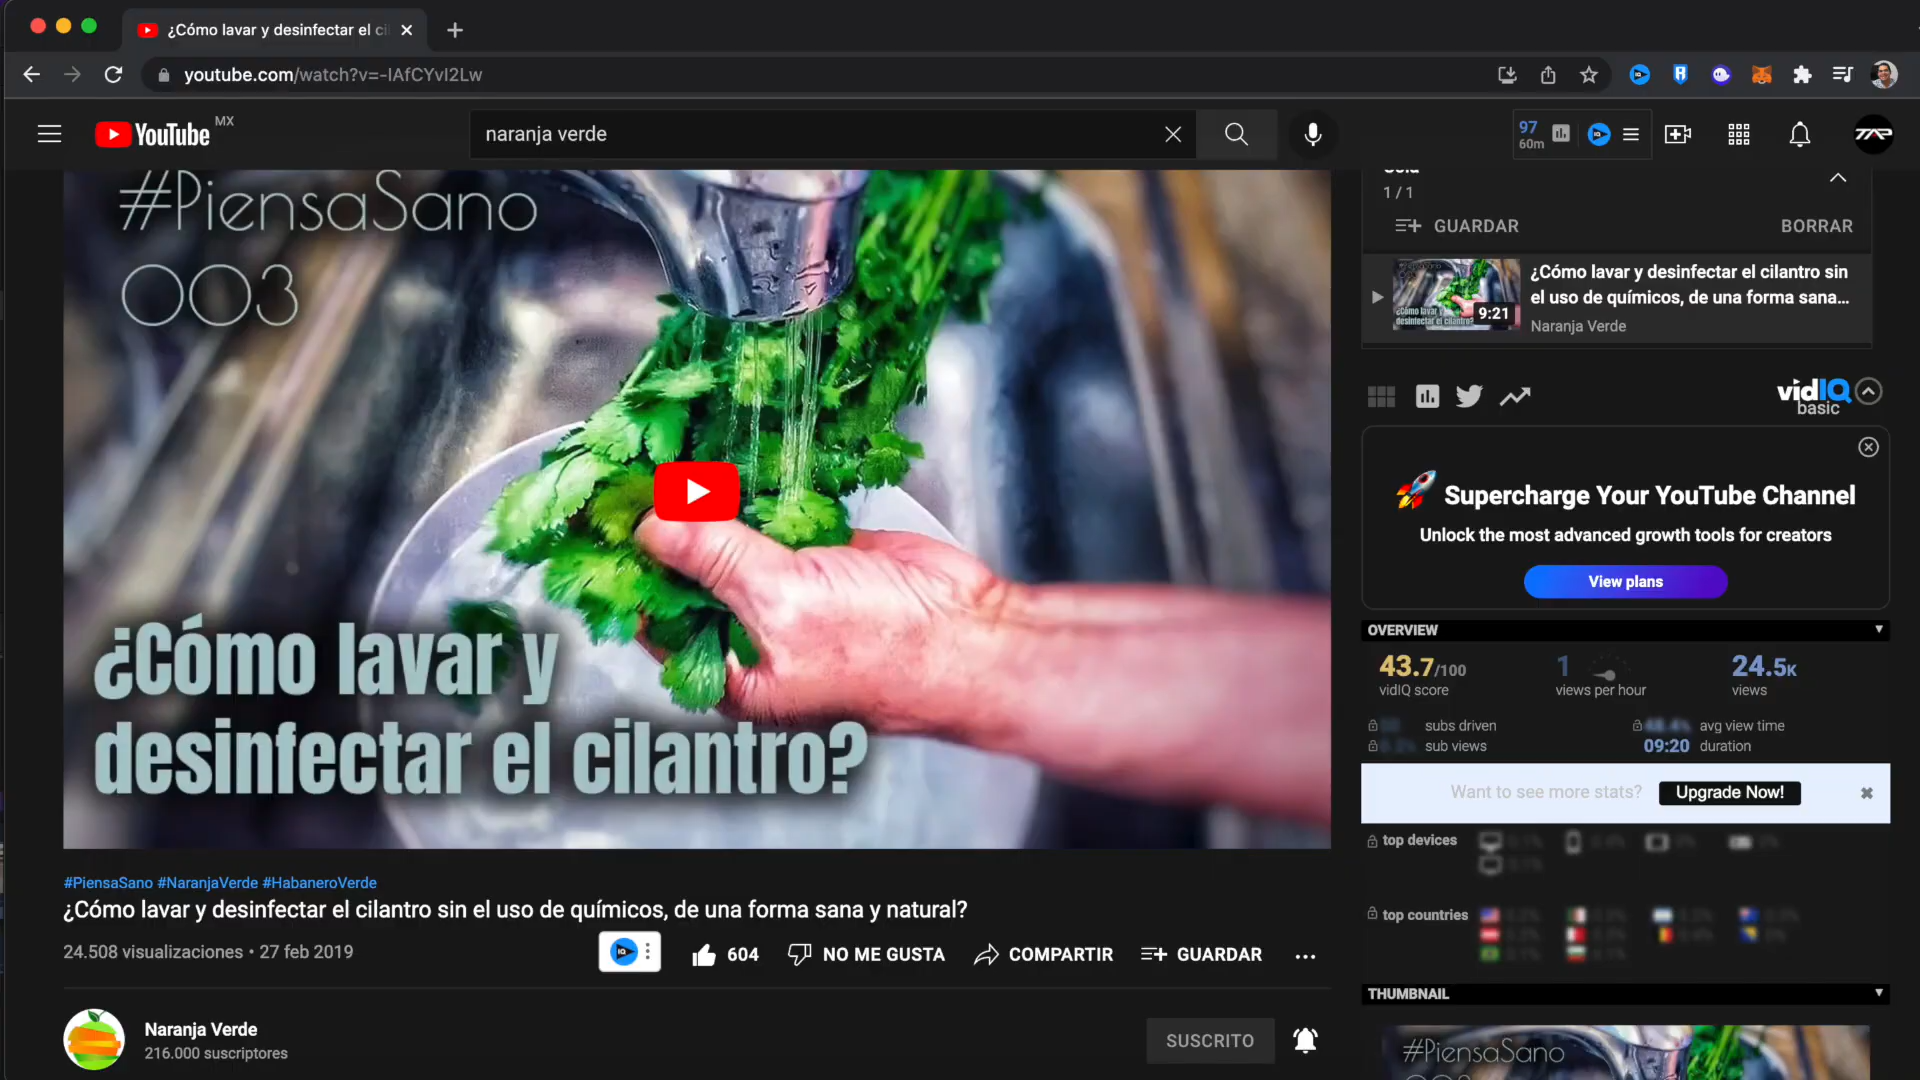 ¿Cómo lavar y desinfectar el ci
youtube.com/watch?v=-IAfCYvI2Lw
YouTube MX
naranja verde
97
60m
TAP
#PiensaSano
003
¿Cómo lavar y
desinfectar el cilantro?
#PiensaSano #NaranjaVerde #HabaneroVerde
¿Cómo lavar y desinfectar el cilantro sin el uso de químicos, de una forma sana y natural?
24.508 visualizaciones • 27 feb 2019
604
NO ME GUSTA
COMPARTIR
GUARDAR
Naranja Verde
216.000 suscriptores
SUSCRITO
1 / 1
GUARDAR
BORRAR
9:21
¿Cómo lavar y desinfectar el cilantro sin
el uso de químicos, de una forma sana...
Naranja Verde
vidIQ
basic
Supercharge Your YouTube Channel
Unlock the most advanced growth tools for creators
View plans
OVERVIEW
43.7/100
vidIQ score
1
views per hour
24.5K
views
subs driven
avg view time
sub views
09:20 duration
Want to see more stats?
Upgrade Now!
top devices
top countries
THUMBNAIL
#PiensaSano